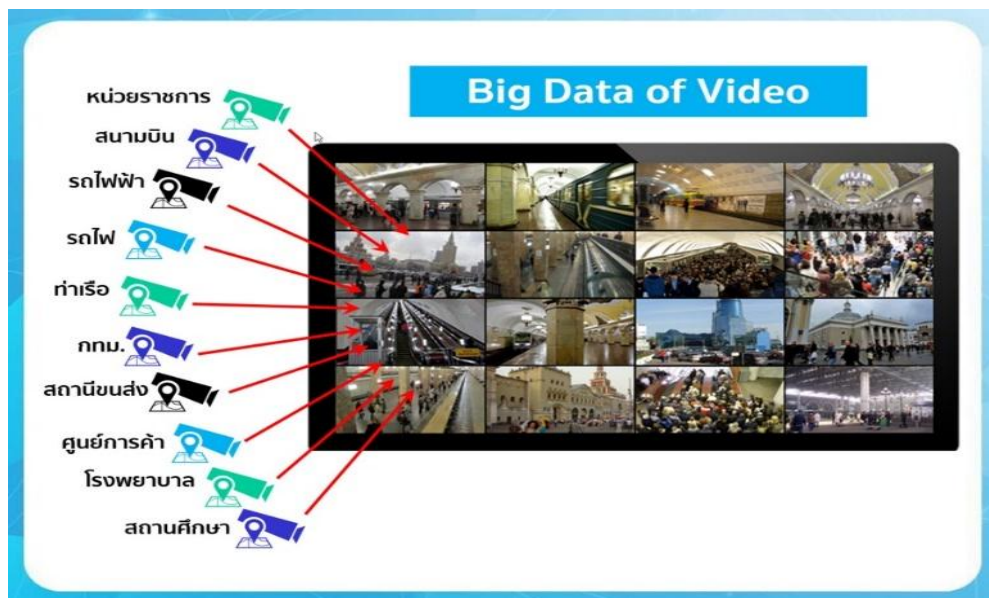 Big Data of Video
หน่วยราชการ
สนามบิน
รถไฟฟ้า
รถไฟ
ท่าเรือ
กทม.
สถานีขนส่ง
ศูนย์การค้า
โรงพยาบาล
สถานศึกษา